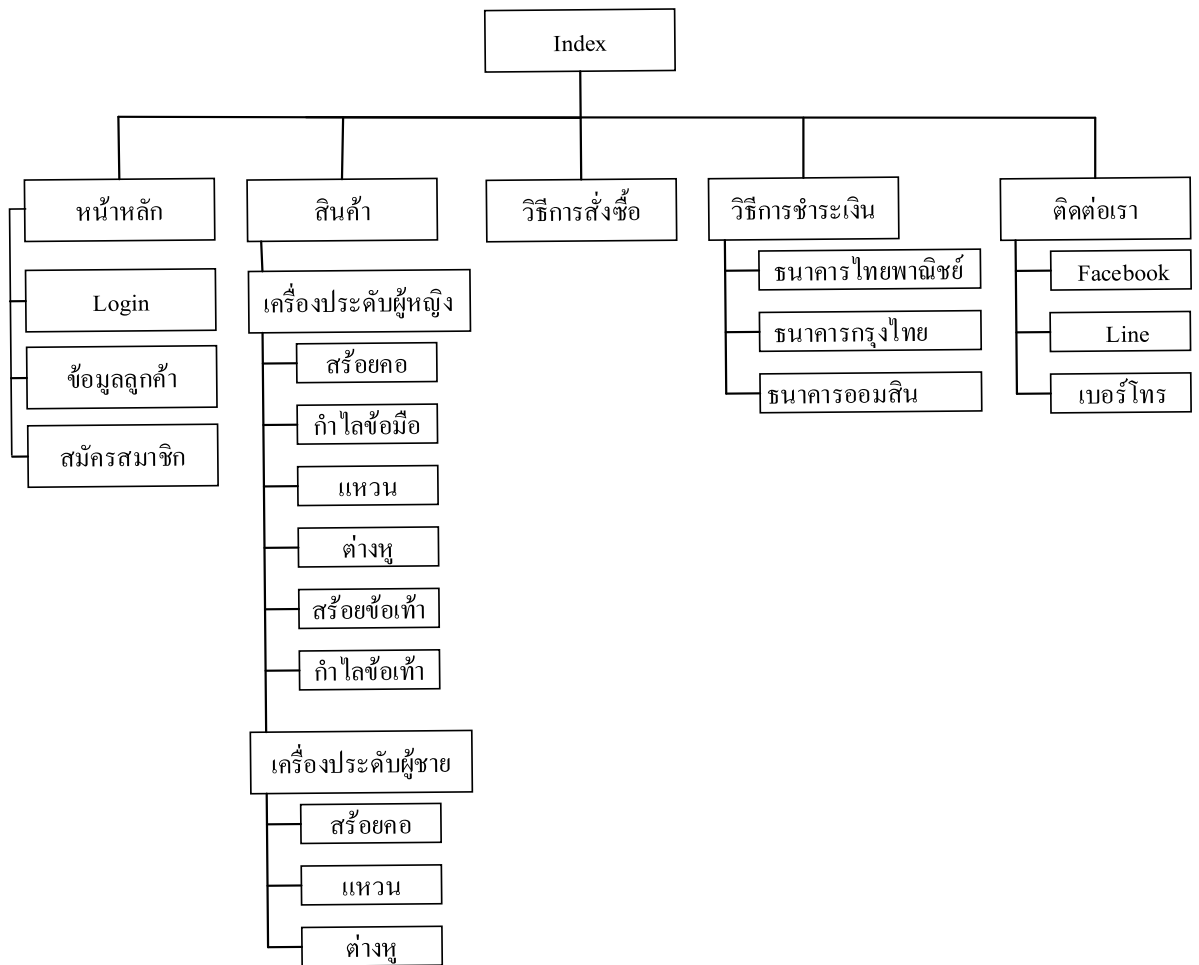 Index
หน้าหลัก
Login
ข้อมูลลูกค้า
สมัครสมาชิก
สินค้า
เครื่องประดับผู้หญิง
สร้อยคอ
กำไลข้อมือ
แหวน
ต่างหู
สร้อยข้อเท้า
กำไลข้อเท้า
เครื่องประดับผู้ชาย
สร้อยคอ
แหวน
ต่างหู
วิธีการสั่งซื้อ
วิธีการชำระเงิน
ธนาคารไทยพาณิชย์
ธนาคารกรุงไทย
ธนาคารออมสิน
ติดต่อเรา
Facebook
Line
เบอร์โทร